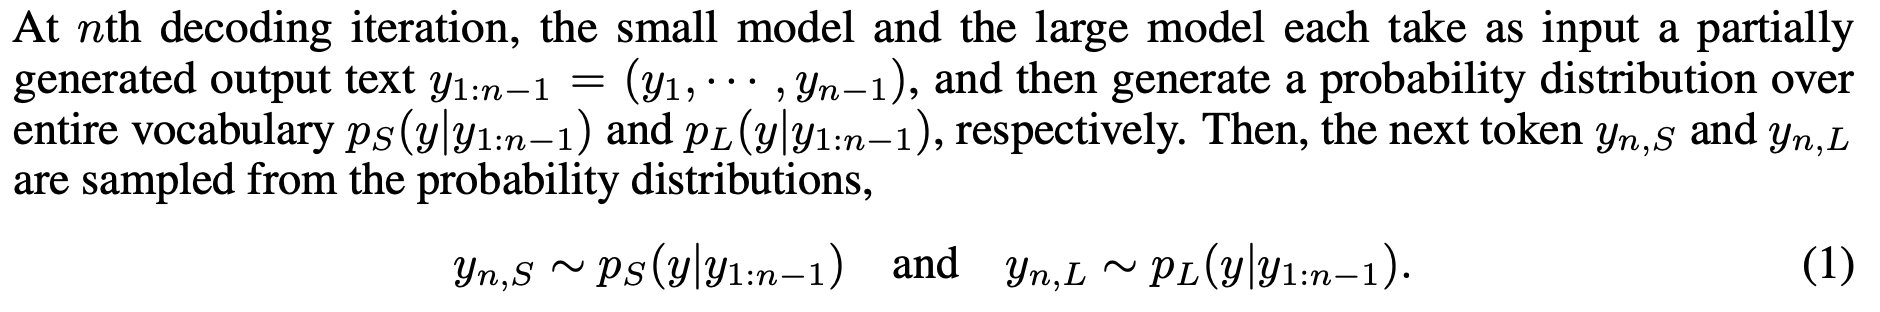 At nth decoding iteration, the small model and the large model each take as input a partially
generated output text y_{1:n−1} = (y_1, ⋯ , y_{n−1}), and then generate a probability distribution over
entire vocabulary p_S(y|y_{1:n−1}) and p_L(y|y_{1:n−1}), respectively. Then, the next token y_{n,S} and y_{n,L}
are sampled from the probability distributions,
y_{n,S} ∼ p_S(y|y_{1:n−1}) and y_{n,L} ∼ p_L(y|y_{1:n−1}). (1)